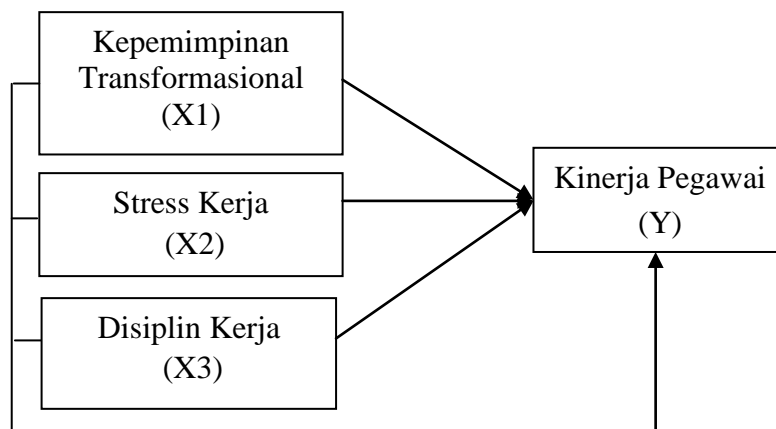 Kepemimpinan
Transformasional
(X1)
Stress Kerja
(X2)
Disiplin Kerja
(X3)
Kinerja Pegawai
(Y)